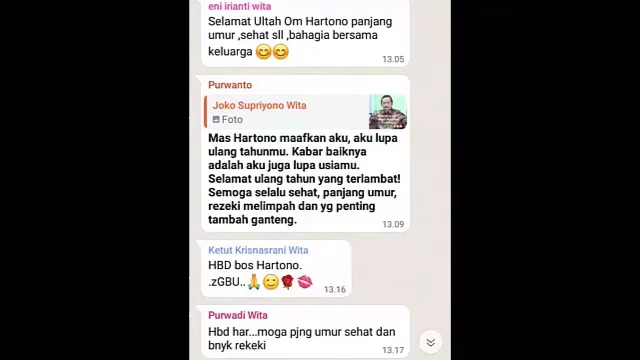 eni irianti wita
Selamat Ultah Om Hartono panjang
umur ,sehat sll ,bahagia bersama
keluarga 😊😊
13.05
Purwanto
Joko Supriyono Wita
Foto
Mas Hartono maafkan aku, aku lupa
ulang tahunmu. Kabar baiknya
adalah aku juga lupa usiamu.
Selamat ulang tahun yang terlambat!
Semoga selalu sehat, panjang umur,
rezeki melimpah dan yg penting
tambah ganteng.
13.09
Ketut Krisnasrani Wita
HBD bos Hartono.
.zGBU..🙏😊🌹💋
13.16
Purwadi Wita
Hbd har...moga pjng umur sehat dan
bnyk rekeki
13.17